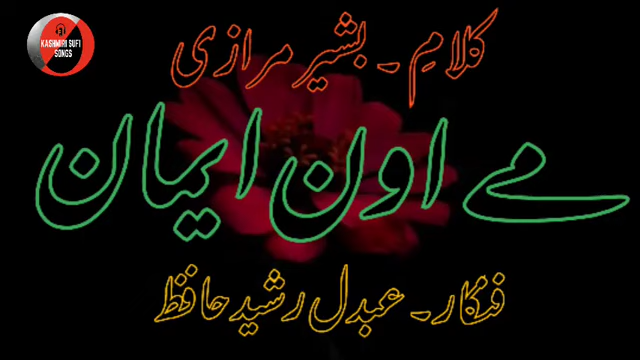 KASHMIRI SUFI
SONGS
کلامِ ۔ بشیر مرازی
مے اون ایمان
فنکار ۔ عبدل رشید حافظ